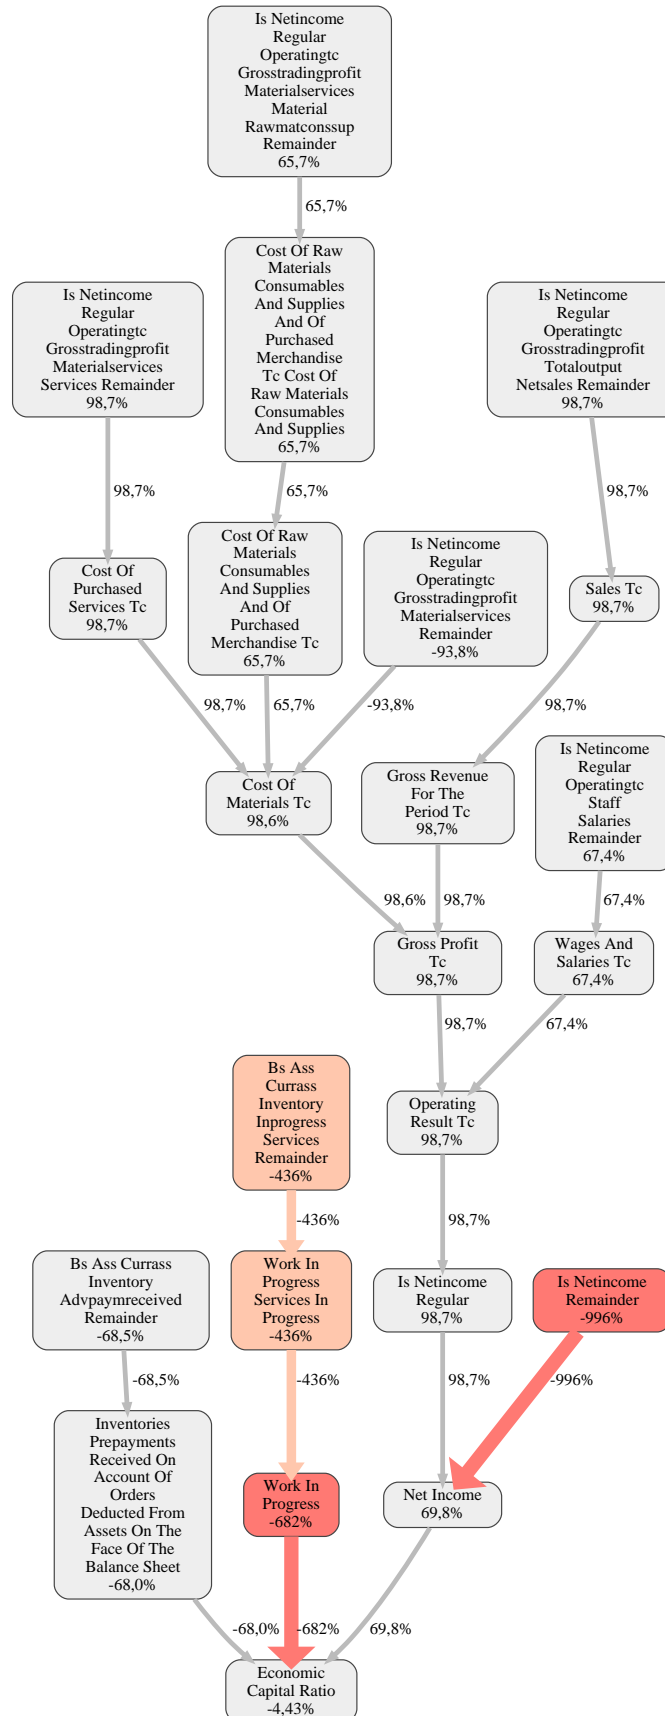 Is Netincome
Regular
Operatingtc
Grosstradingprofit
Materialservices
Material
Rawmatconssup
Remainder
65,7%
65,7%
Cost Of Raw
Materials
Consumables
And Supplies
And Of
Purchased
Merchandise
Tc Cost Of
Raw Materials
Consumables
And Supplies
65,7%
Is Netincome
Regular
Operatingtc
Grosstradingprofit
Materialservices
Services Remainder
98,7%
Is Netincome
Regular
Operatingtc
Grosstradingprofit
Totaloutput
Netsales Remainder
98,7%
98,7%
65,7%
98,7%
Cost Of
Purchased
Services Tc
98,7%
Cost Of Raw
Materials
Consumables
And Supplies
And Of
Purchased
Merchandise Tc
65,7%
Is Netincome
Regular
Operatingtc
Grosstradingprofit
Materialservices
Remainder
-93,8%
Sales Tc
98,7%
98,7%
65,7%
-93,8%
98,7%
Cost Of
Materials Tc
98,6%
Gross Revenue
For The
Period Tc
98,7%
Is Netincome
Regular
Operatingtc
Staff
Salaries
Remainder
67,4%
98,6%
98,7%
67,4%
Gross Profit
Tc
98,7%
Wages And
Salaries Tc
67,4%
98,7%
67,4%
Bs Ass
Currass
Inventory
Inprogress
Services
Remainder
-436%
Operating
Result Tc
98,7%
-436%
98,7%
Bs Ass Currass
Inventory
Advpaymreceived
Remainder
-68,5%
Work In
Progress
Services In
Progress
-436%
Is Netincome
Regular
98,7%
Is Netincome
Remainder
-996%
-68,5%
-436%
98,7%
-996%
Inventories
Prepayments
Received On
Account Of
Orders
Deducted From
Assets On The
Face Of The
Balance Sheet
-68,0%
Work In
Progress
-682%
Net Income
69,8%
-68,0%
-682%
69,8%
Economic
Capital Ratio
-4,43%